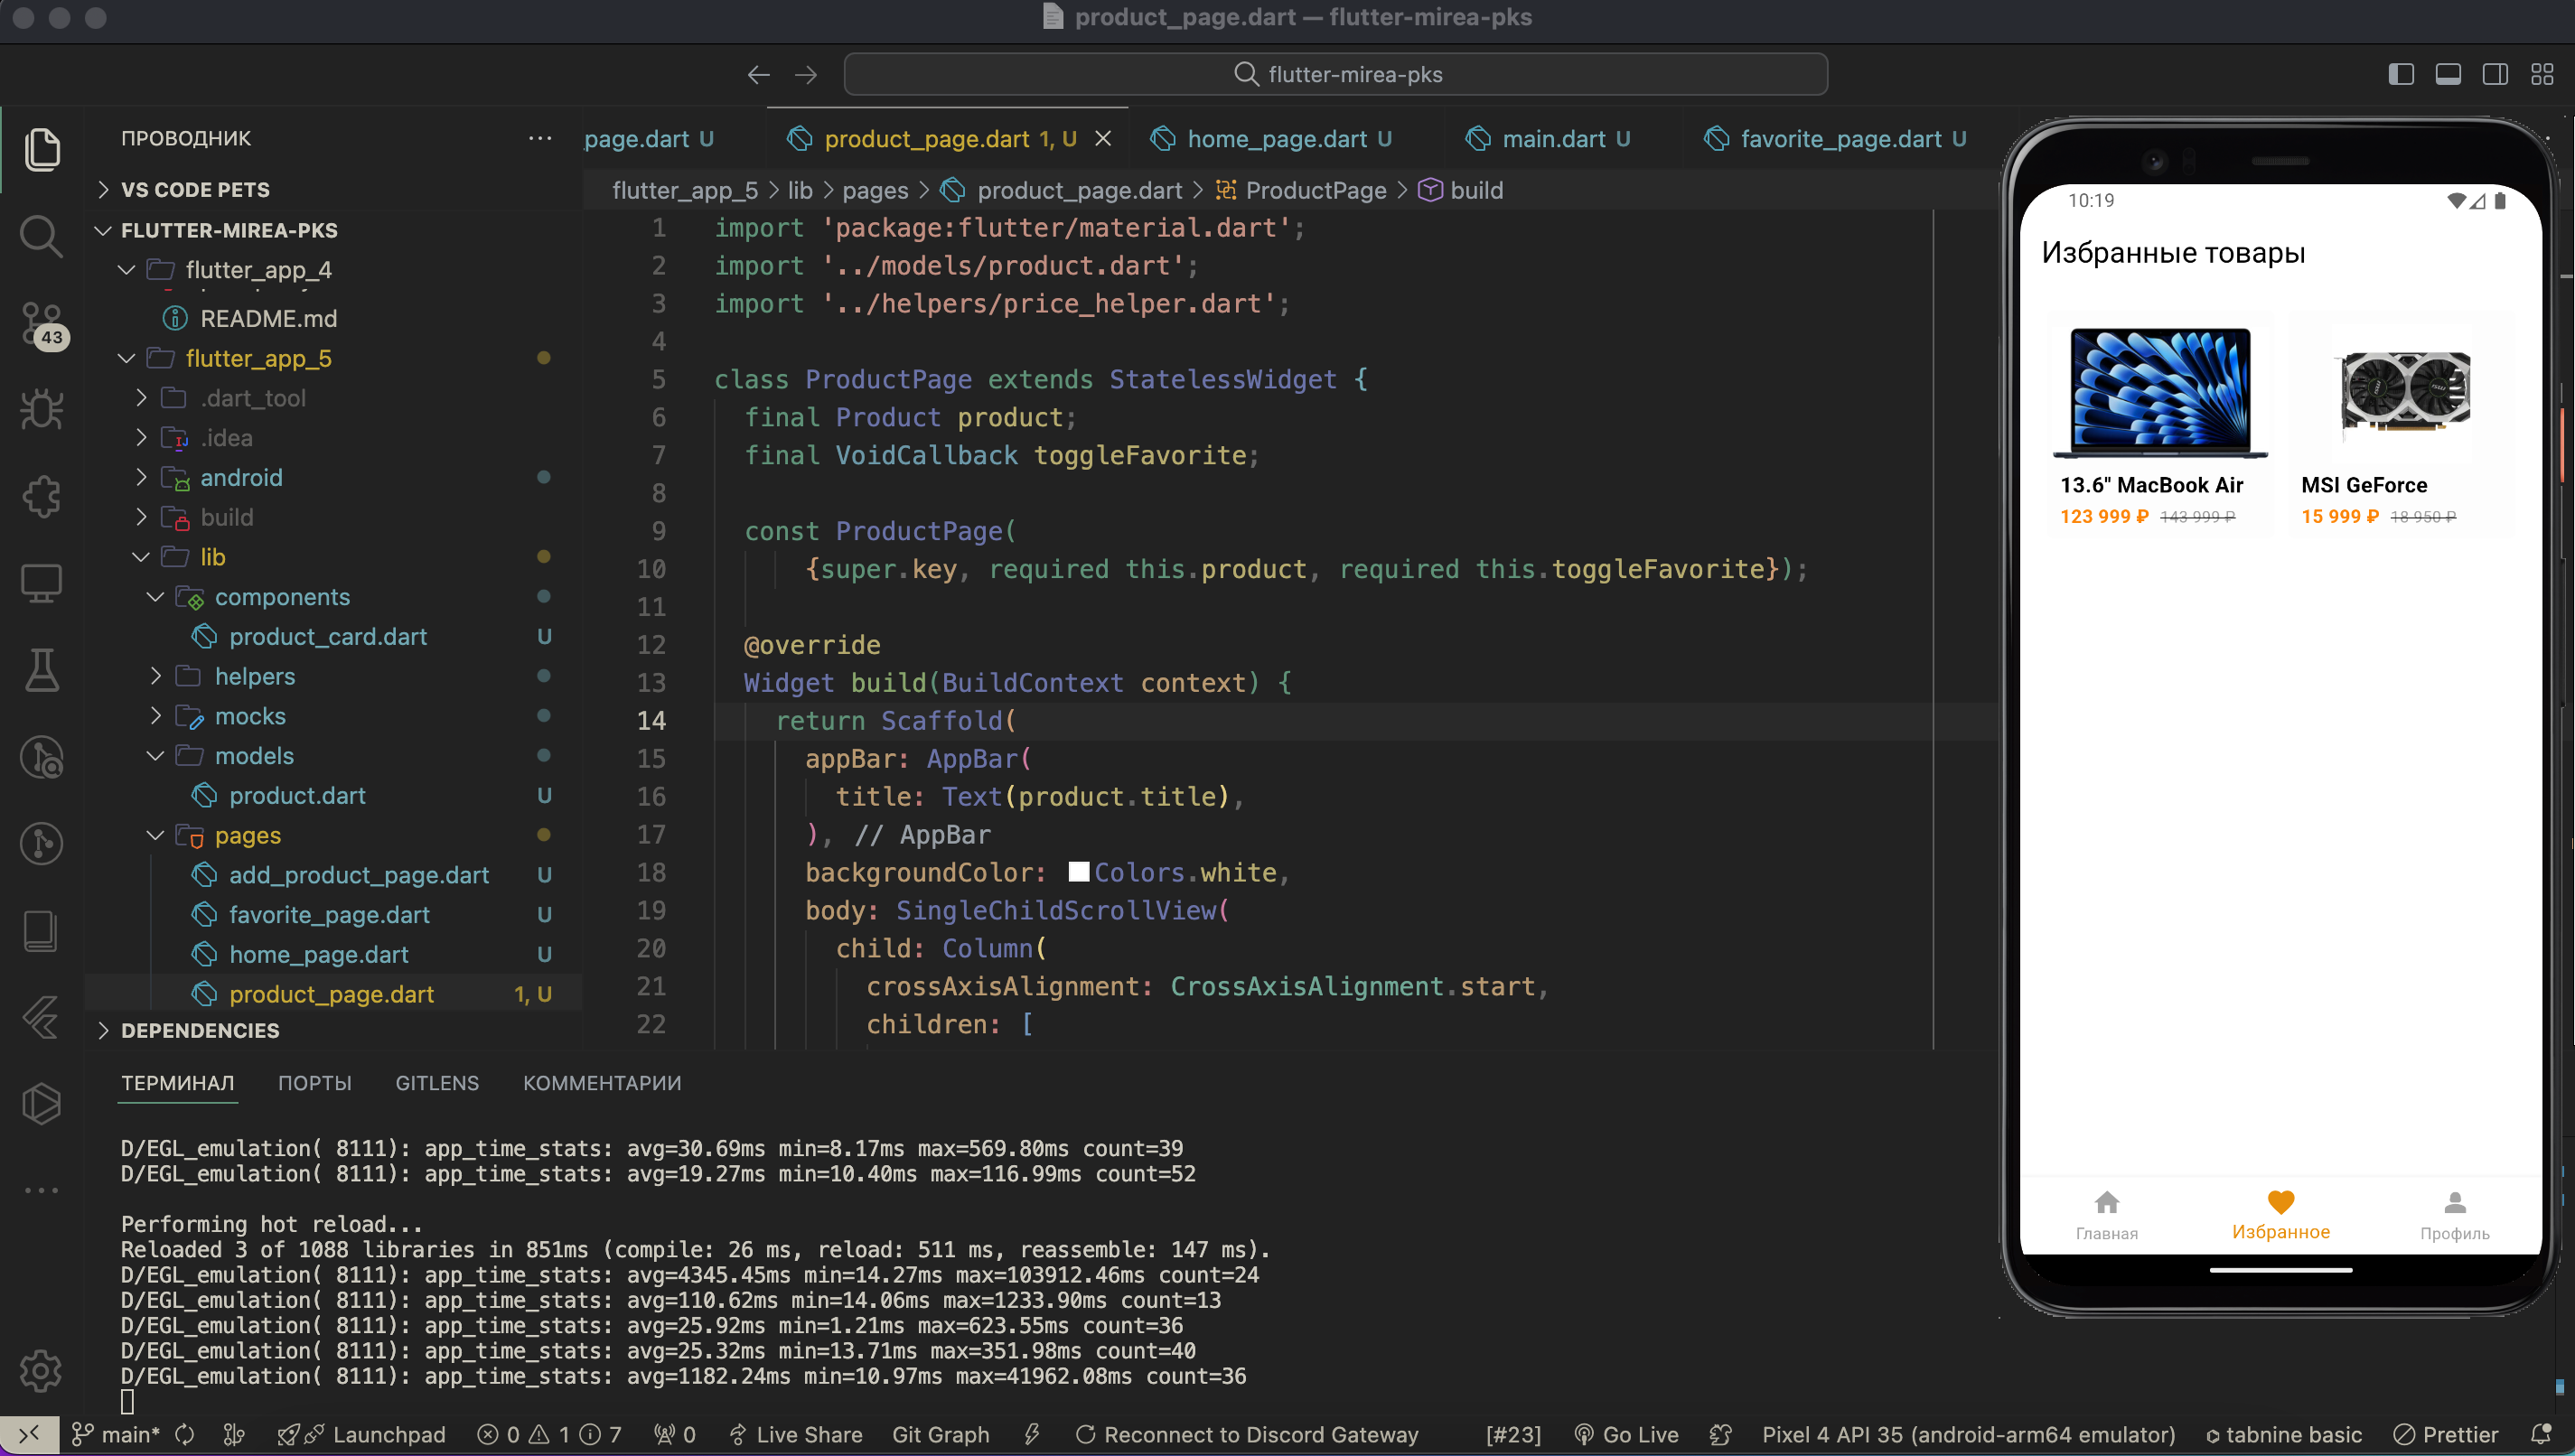 product_page.dart — flutter-mirea-pks
flutter-mirea-pks
ПРОВОДНИК
VS CODE PETS
FLUTTER-MIREA-PKS
flutter_app_4
README.md
flutter_app_5
.dart_tool
.idea
android
build
lib
components
product_card.dart U
helpers
mocks
models
product.dart U
pages
add_product_page.dart U
favorite_page.dart U
home_page.dart U
product_page.dart 1, U
DEPENDENCIES
43
page.dart U
product_page.dart 1, U
home_page.dart U
main.dart U
favorite_page.dart U
flutter_app_5 > lib > pages > product_page.dart > ProductPage > build
1 import 'package:flutter/material.dart';
2 import '../models/product.dart';
3 import '../helpers/price_helper.dart';
4
5 class ProductPage extends StatelessWidget {
6 final Product product;
7 final VoidCallback toggleFavorite;
8
9 const ProductPage(
10 {super.key, required this.product, required this.toggleFavorite});
11
12 @override
13 Widget build(BuildContext context) {
14 return Scaffold(
15 appBar: AppBar(
16 title: Text(product.title),
17 ), // AppBar
18 backgroundColor: Colors.white,
19 body: SingleChildScrollView(
20 child: Column(
21 crossAxisAlignment: CrossAxisAlignment.start,
22 children: [
10:19
Избранные товары
13.6" MacBook Air
123 999 ₽ 143 999 ₽
MSI GeForce
15 999 ₽ 18 950 ₽
Главная
Избранное
Профиль
ТЕРМИНАЛ ПОРТЫ GITLENS КОММЕНТАРИИ
D/EGL_emulation( 8111): app_time_stats: avg=30.69ms min=8.17ms max=569.80ms count=39
D/EGL_emulation( 8111): app_time_stats: avg=19.27ms min=10.40ms max=116.99ms count=52
Performing hot reload...
Reloaded 3 of 1088 libraries in 851ms (compile: 26 ms, reload: 511 ms, reassemble: 147 ms).
D/EGL_emulation( 8111): app_time_stats: avg=4345.45ms min=14.27ms max=103912.46ms count=24
D/EGL_emulation( 8111): app_time_stats: avg=110.62ms min=14.06ms max=1233.90ms count=13
D/EGL_emulation( 8111): app_time_stats: avg=25.92ms min=1.21ms max=623.55ms count=36
D/EGL_emulation( 8111): app_time_stats: avg=25.32ms min=13.71ms max=351.98ms count=40
D/EGL_emulation( 8111): app_time_stats: avg=1182.24ms min=10.97ms max=41962.08ms count=36
main* Launchpad 0 1 7 0 Live Share Git Graph Reconnect to Discord Gateway [#23] Go Live Pixel 4 API 35 (android-arm64 emulator) tabnine basic Prettier